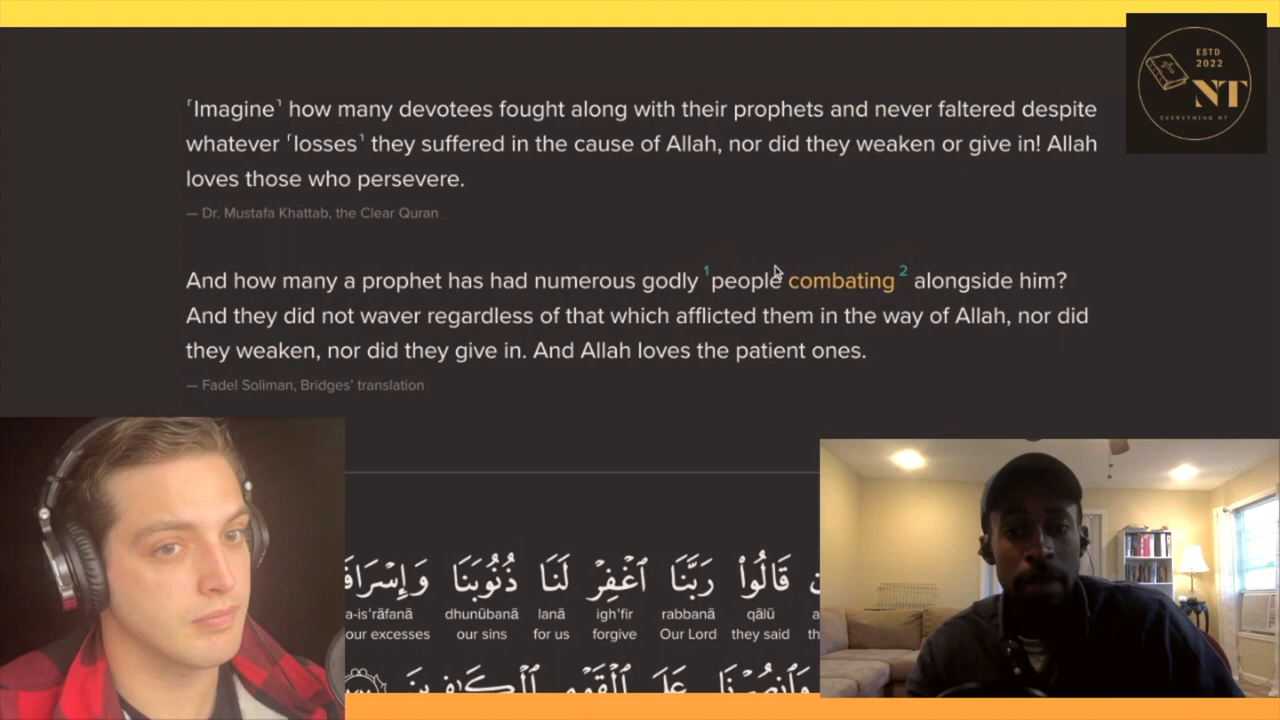 ESTD
2022
NT
EVERYTHING NT
⸢Imagine⸣ how many devotees fought along with their prophets and never faltered despite
whatever ⸢losses⸣ they suffered in the cause of Allah, nor did they weaken or give in! Allah
loves those who persevere.
— Dr. Mustafa Khattab, the Clear Quran
And how many a prophet has had numerous godly ¹people combating ² alongside him?
And they did not waver regardless of that which afflicted them in the way of Allah, nor did
they weaken, nor did they give in. And Allah loves the patient ones.
— Fadel Soliman, Bridges’ translation
قَالُوا۟ رَبَّنَا ٱغْفِرْ لَنَا ذُنُوبَنَا وَإِسْرَافَ
a-is'rāfanā dhunūbanā lanā igh'fir rabbanā qālū a
our excesses our sins for us forgive Our Lord they said th
وَٱنصُرْنَا عَلَى ٱلْقَوْمِ ٱلْكَـٰفِرِينَ